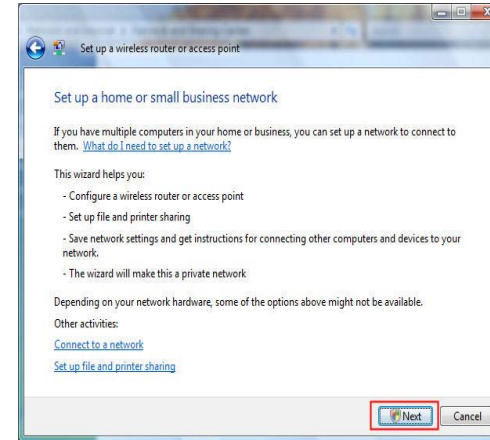 Set up a wireless router or access point
Set up a home or small business network
If you have multiple computers in your home or business, you can set up a network to connect to
them. What do I need to set up a network?
This wizard helps you:
- Configure a wireless router or access point
- Set up file and printer sharing
- Save network settings and get instructions for connecting other computers and devices to your
network.
- The wizard will make this a private network
Depending on your network hardware, some of the options above might not be available.
Other activities:
Connect to a network
Set up file and printer sharing
Next
Cancel